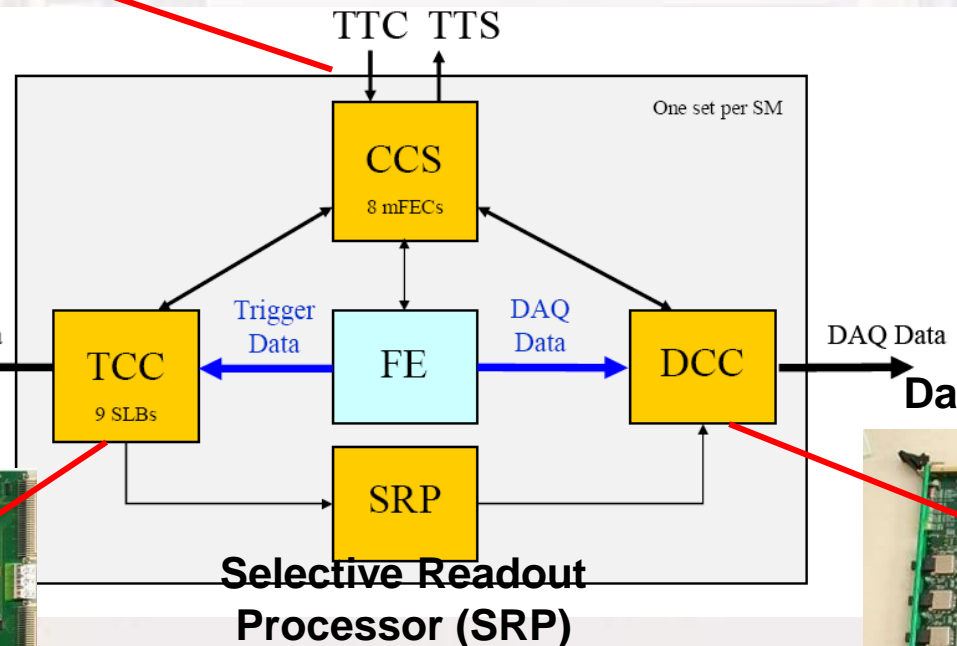 TTC TTS
One set per SM
CCS
8 mFECs
Trigger
Data
DAQ
Data
DAQ Data
TCC
9 SLBs
FE
DCC
SRP
Selective Readout
Processor (SRP)